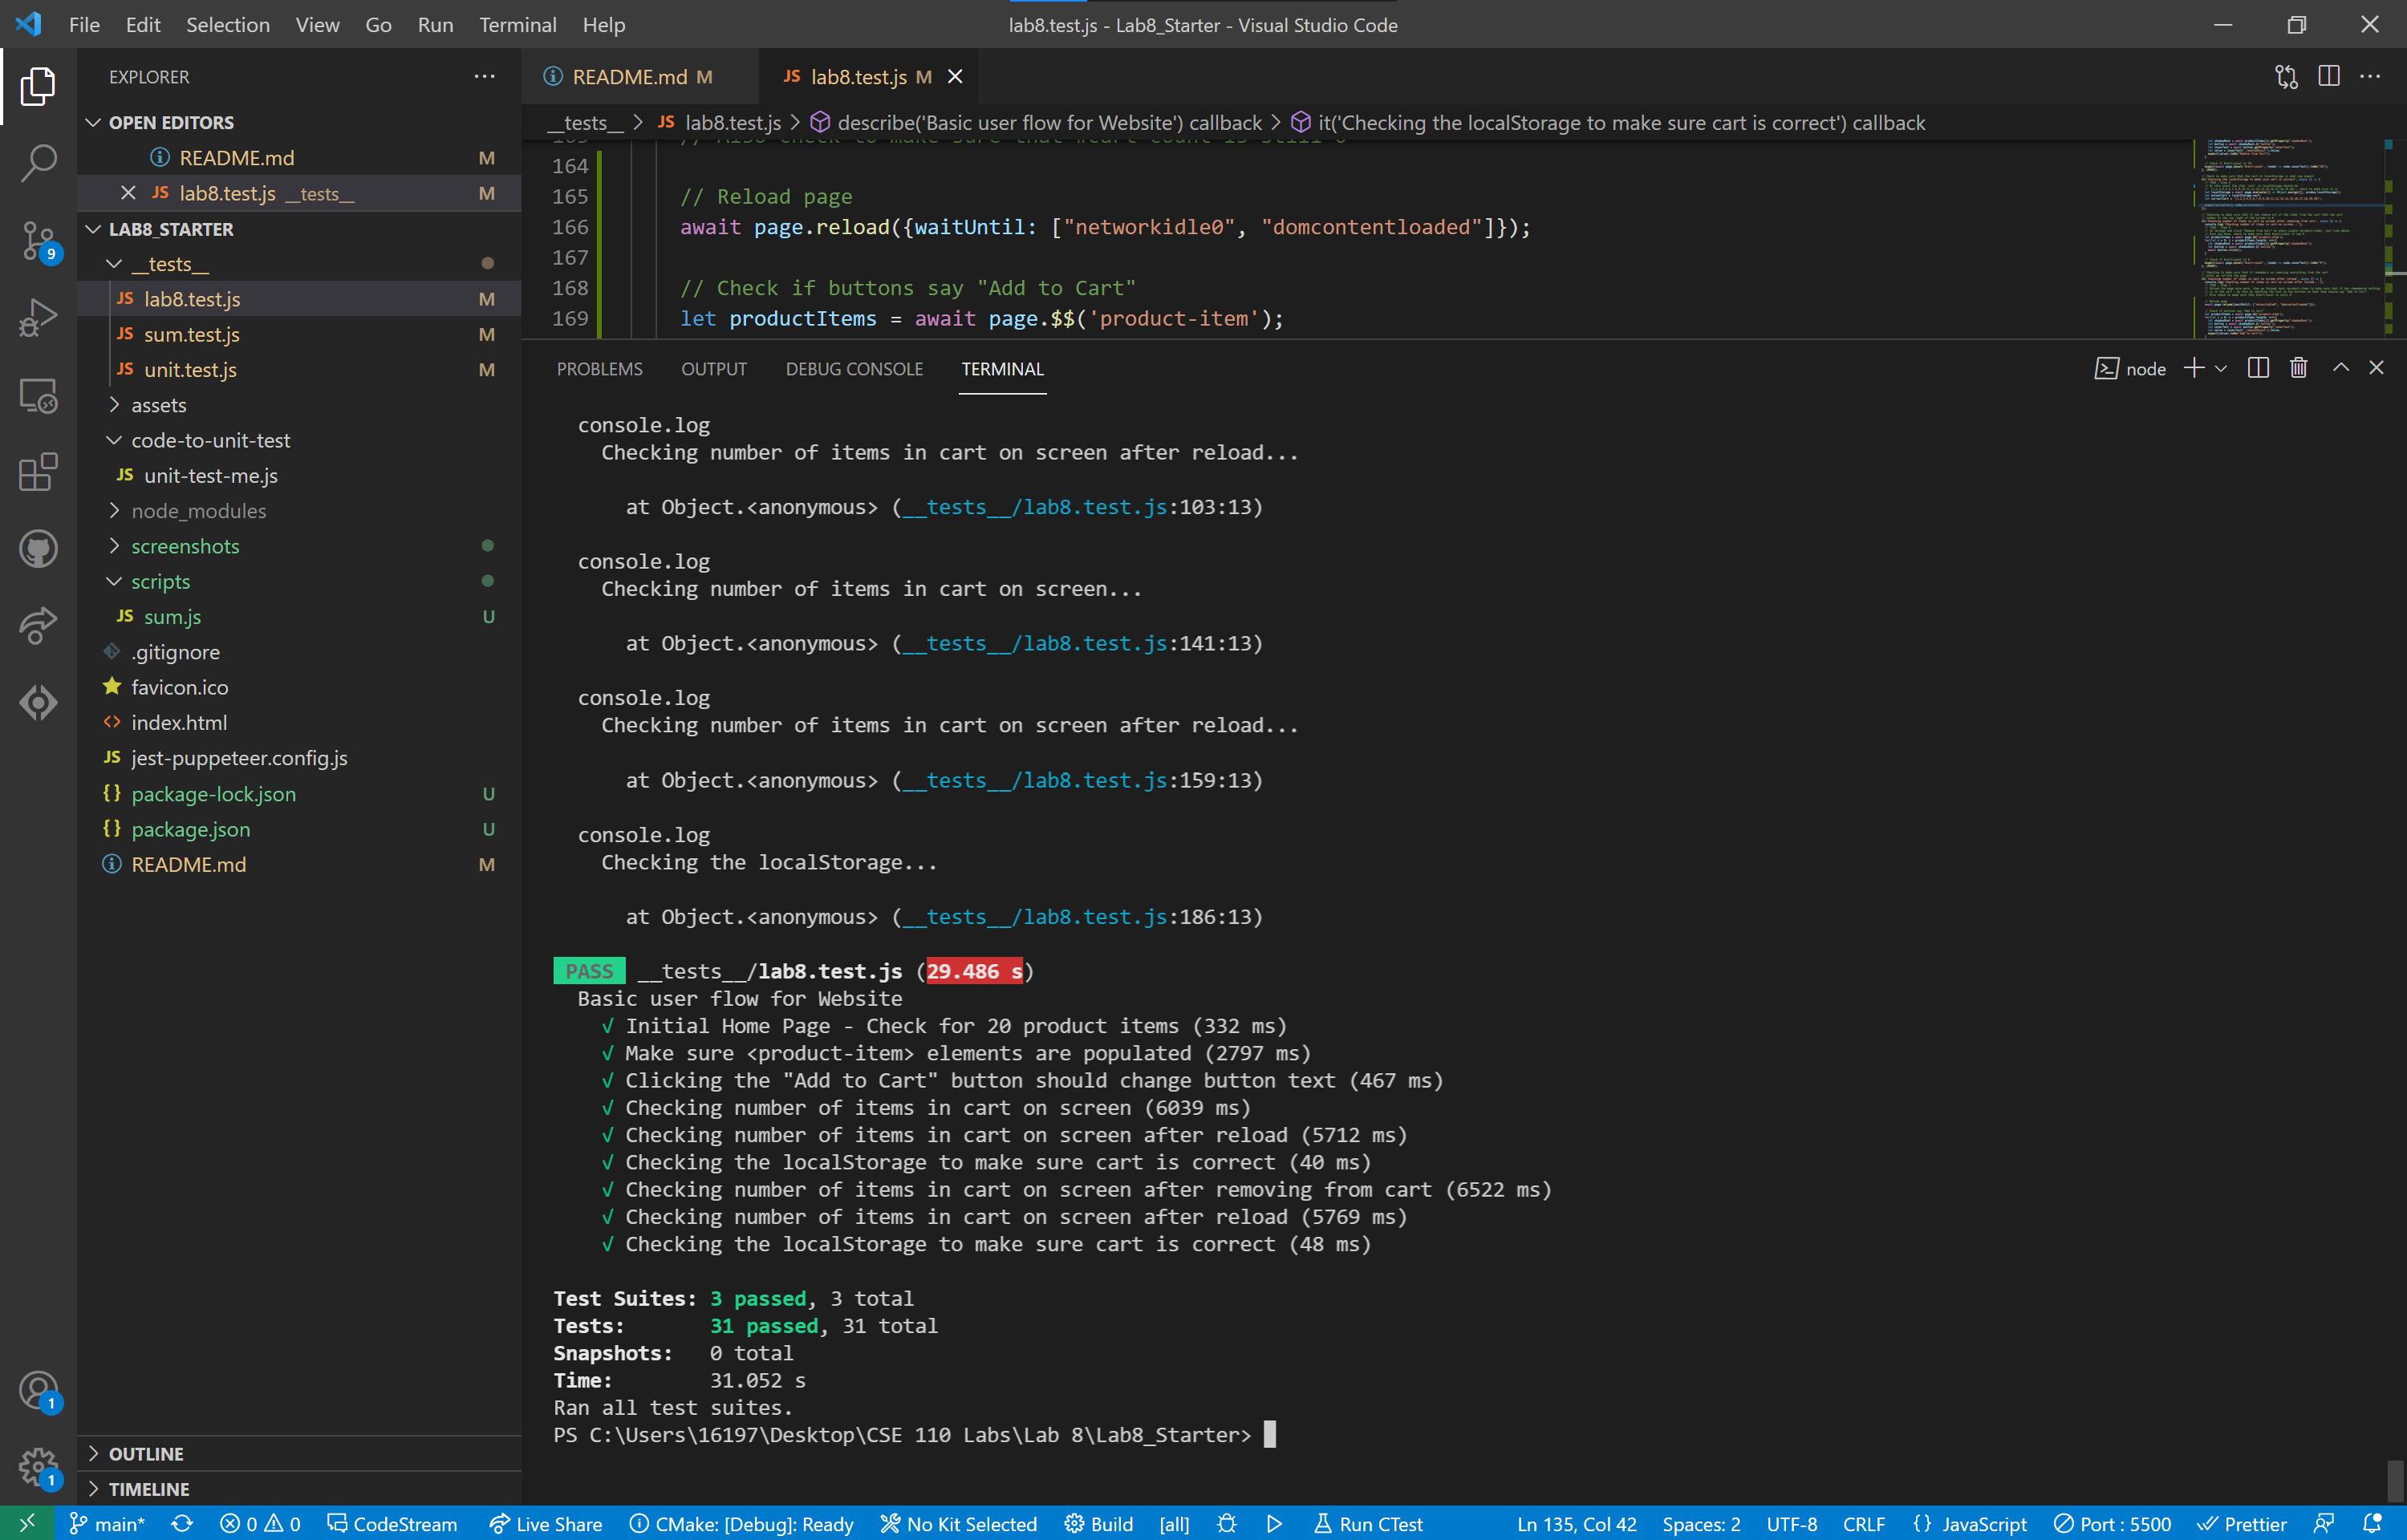 File Edit Selection View Go Run Terminal Help
lab8.test.js - Lab8_Starter - Visual Studio Code
EXPLORER
OPEN EDITORS
README.md M
JS lab8.test.js __tests__ M
LAB8_STARTER
__tests__
JS lab8.test.js M
JS sum.test.js M
JS unit.test.js M
assets
code-to-unit-test
JS unit-test-me.js
node_modules
screenshots
scripts
JS sum.js U
.gitignore
favicon.ico
index.html
JS jest-puppeteer.config.js
{} package-lock.json U
{} package.json U
README.md M
OUTLINE
TIMELINE
9
1
1
README.md M
JS lab8.test.js M
__tests__ > JS lab8.test.js > describe('Basic user flow for Website') callback > it('Checking the localStorage to make sure cart is correct') callback
164
165 // Reload page
166 await page.reload({waitUntil: ["networkidle0", "domcontentloaded"]});
167
168 // Check if buttons say "Add to Cart"
169 let productItems = await page.$$('product-item');
PROBLEMS OUTPUT DEBUG CONSOLE TERMINAL
node
console.log
Checking number of items in cart on screen after reload...
at Object.<anonymous> (__tests__/lab8.test.js:103:13)
console.log
Checking number of items in cart on screen...
at Object.<anonymous> (__tests__/lab8.test.js:141:13)
console.log
Checking number of items in cart on screen after reload...
at Object.<anonymous> (__tests__/lab8.test.js:159:13)
console.log
Checking the localStorage...
at Object.<anonymous> (__tests__/lab8.test.js:186:13)
PASS __tests__/lab8.test.js (29.486 s)
Basic user flow for Website
√ Initial Home Page - Check for 20 product items (332 ms)
√ Make sure <product-item> elements are populated (2797 ms)
√ Clicking the "Add to Cart" button should change button text (467 ms)
√ Checking number of items in cart on screen (6039 ms)
√ Checking number of items in cart on screen after reload (5712 ms)
√ Checking the localStorage to make sure cart is correct (40 ms)
√ Checking number of items in cart on screen after removing from cart (6522 ms)
√ Checking number of items in cart on screen after reload (5769 ms)
√ Checking the localStorage to make sure cart is correct (48 ms)
Test Suites: 3 passed, 3 total
Tests: 31 passed, 31 total
Snapshots: 0 total
Time: 31.052 s
Ran all test suites.
PS C:\Users\16197\Desktop\CSE 110 Labs\Lab 8\Lab8_Starter>
main* 0 0 CodeStream Live Share CMake: [Debug]: Ready No Kit Selected Build [all] Run CTest Ln 135, Col 42 Spaces: 2 UTF-8 CRLF {} JavaScript Port : 5500 Prettier